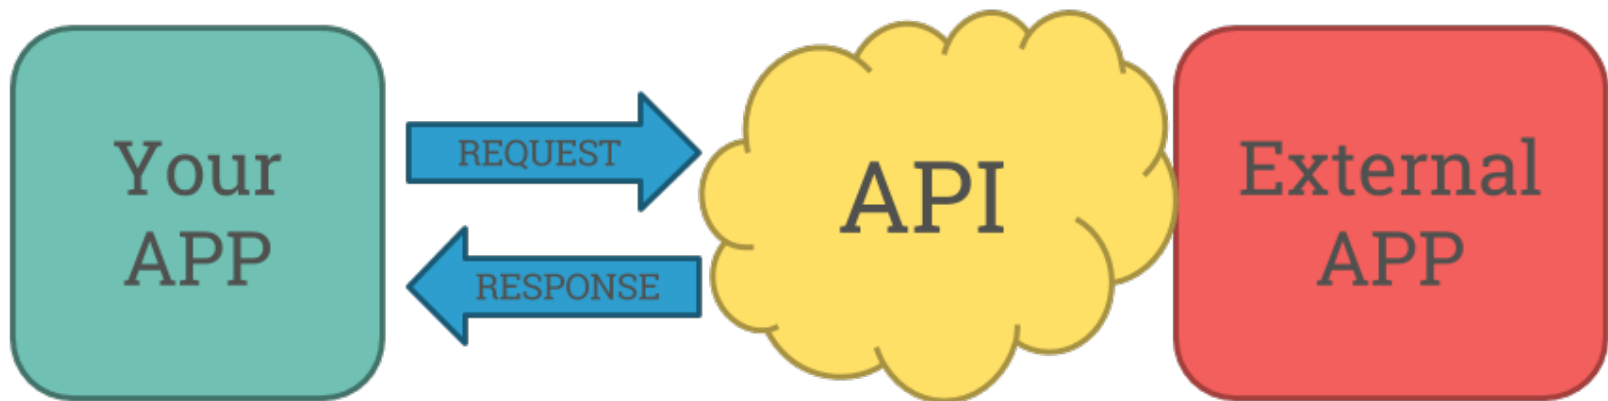 Your
APP
REQUEST
RESPONSE
API
External
APP